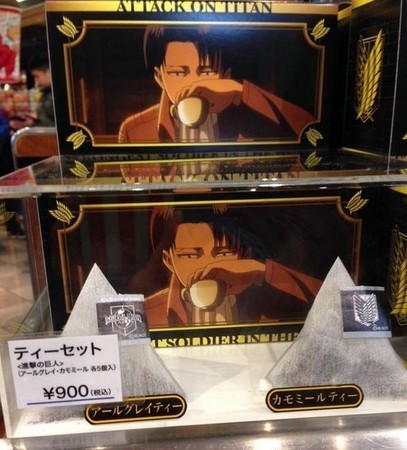 ATTACK ON TITAN
ティーセット
<進撃の巨人>
(アールグレイ・カモミール 各5個入)
¥900(税込)
アールグレイティー
カモミールティー